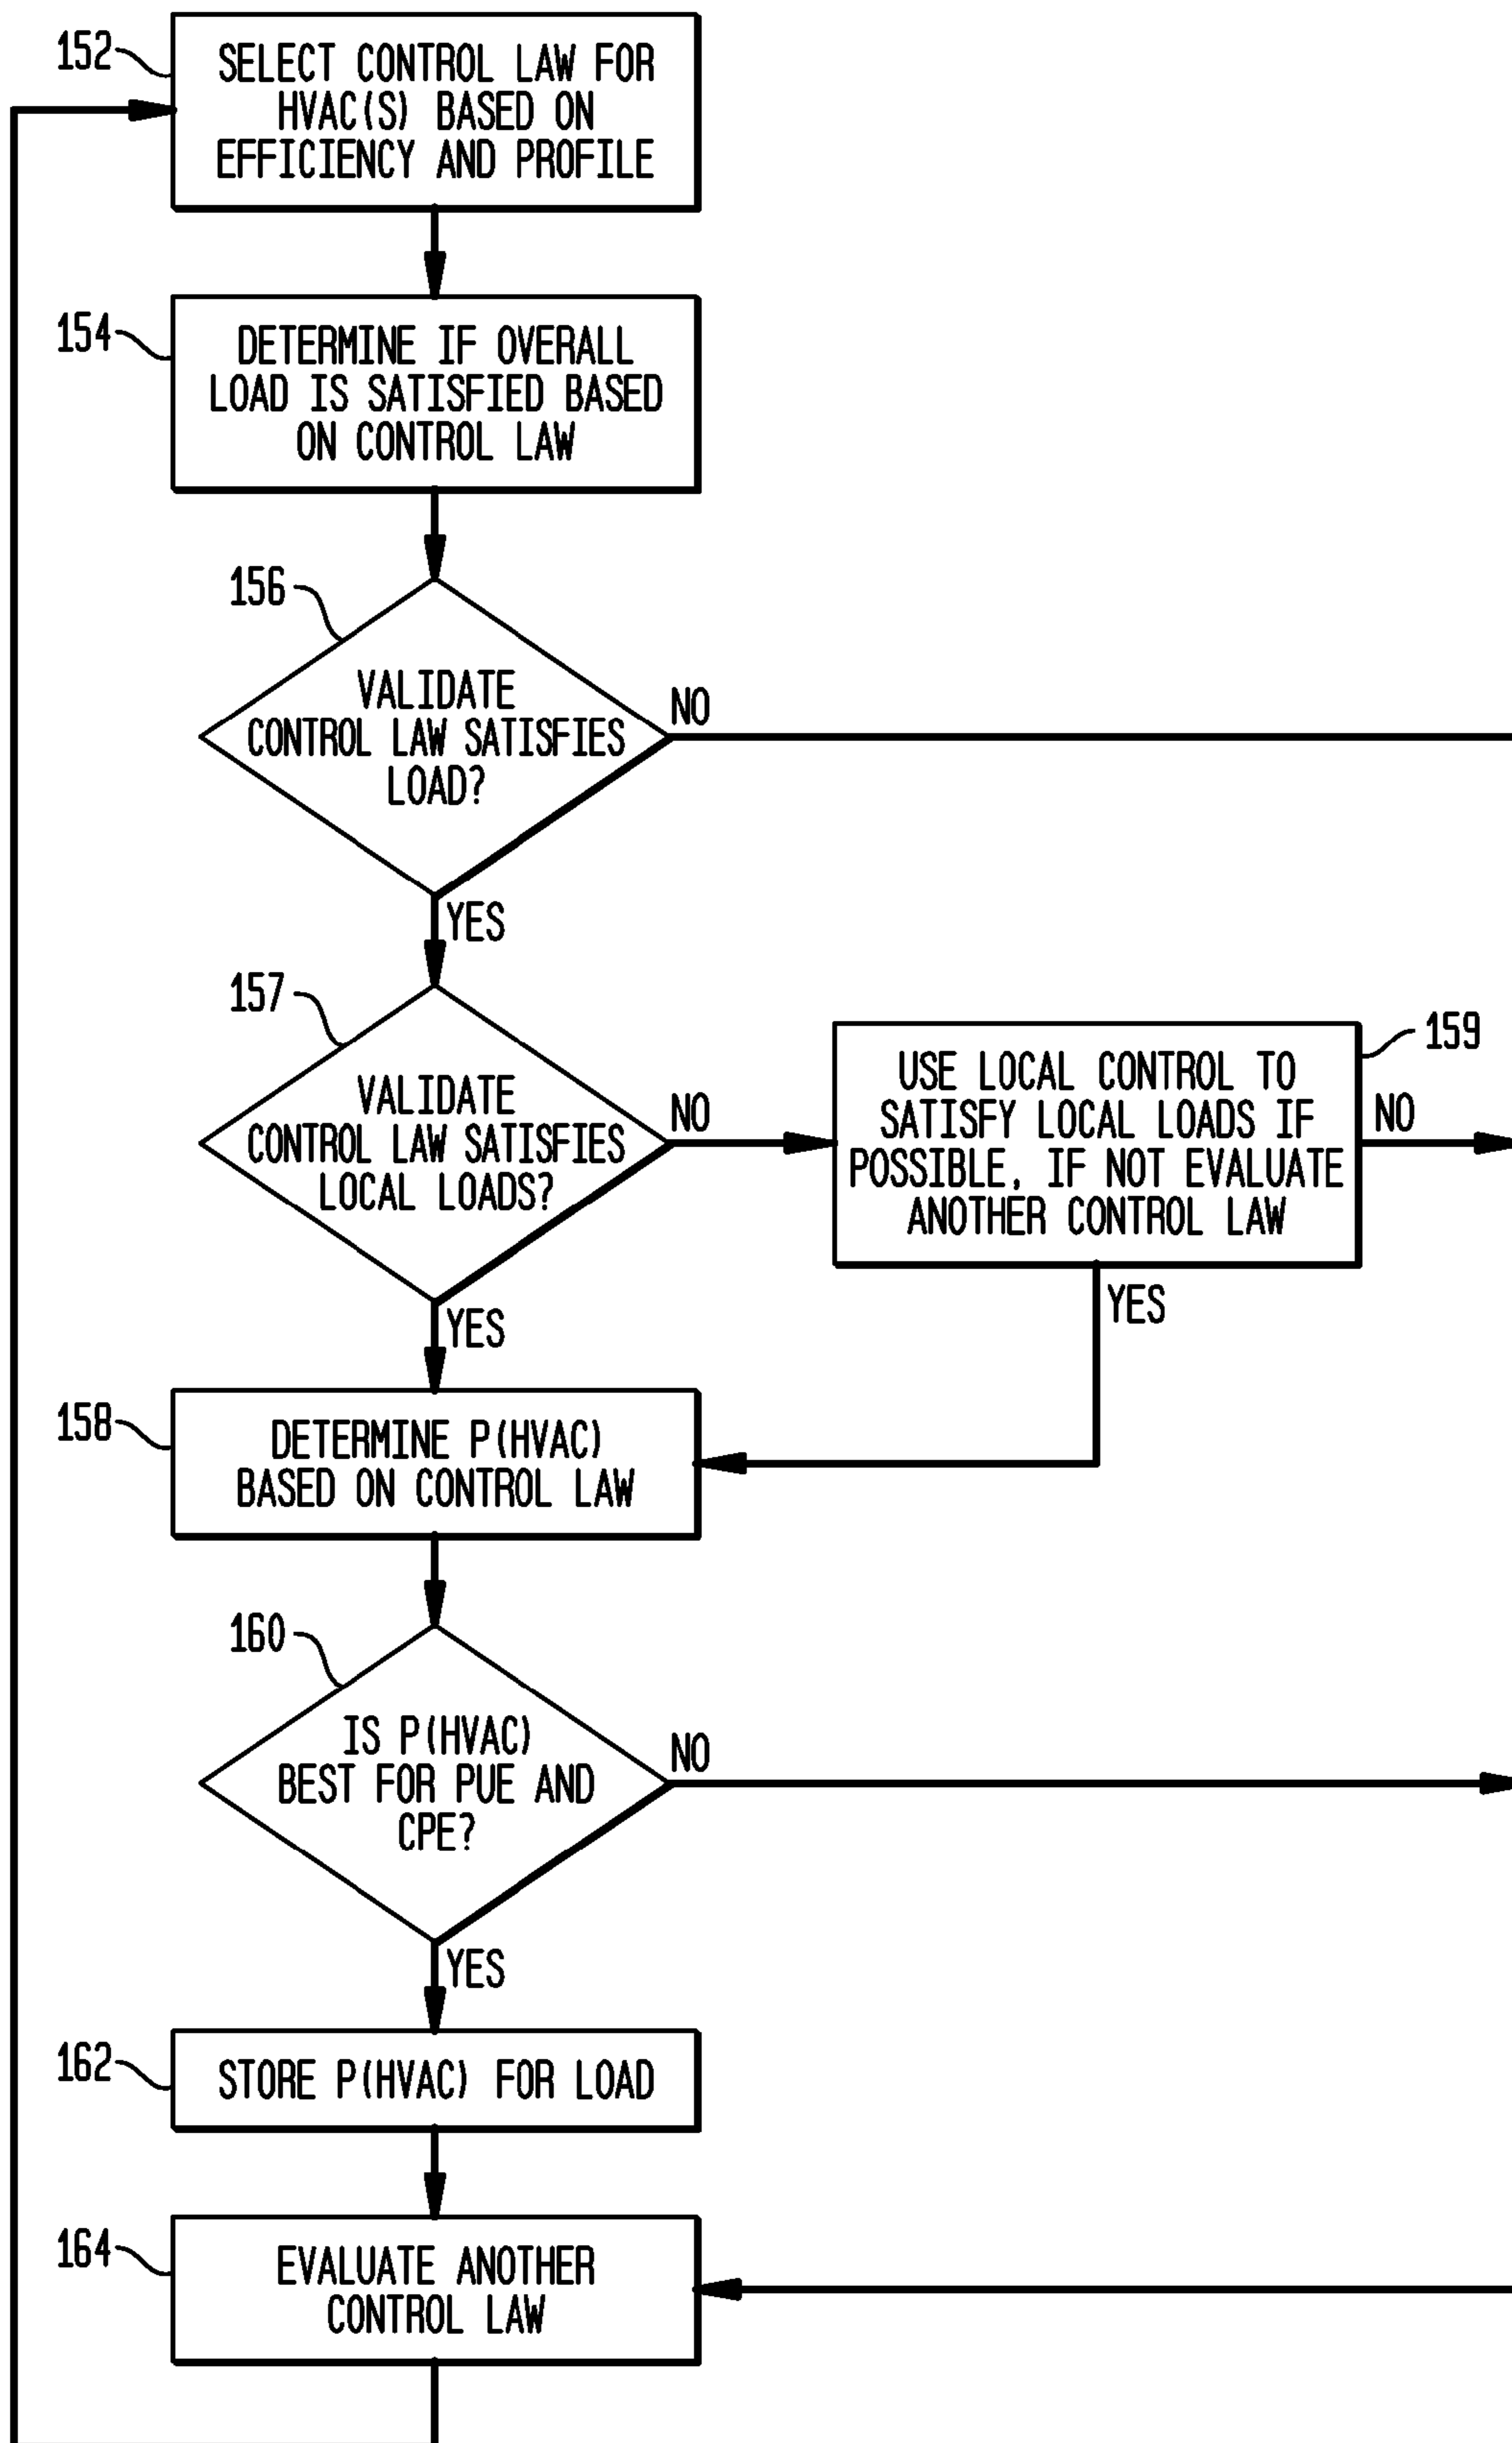 152
SELECT CONTROL LAW FOR
HVAC(S) BASED ON
EFFICIENCY AND PROFILE
154
DETERMINE IF OVERALL
LOAD IS SATISFIED BASED
ON CONTROL LAW
156
VALIDATE
CONTROL LAW SATISFIES
LOAD?
NO
YES
157
VALIDATE
CONTROL LAW SATISFIES
LOCAL LOADS?
NO
YES
159
USE LOCAL CONTROL TO
SATISFY LOCAL LOADS IF
POSSIBLE, IF NOT EVALUATE
ANOTHER CONTROL LAW
NO
YES
158
DETERMINE P(HVAC)
BASED ON CONTROL LAW
160
IS P(HVAC)
BEST FOR PUE AND
CPE?
NO
YES
162
STORE P(HVAC) FOR LOAD
164
EVALUATE ANOTHER
CONTROL LAW